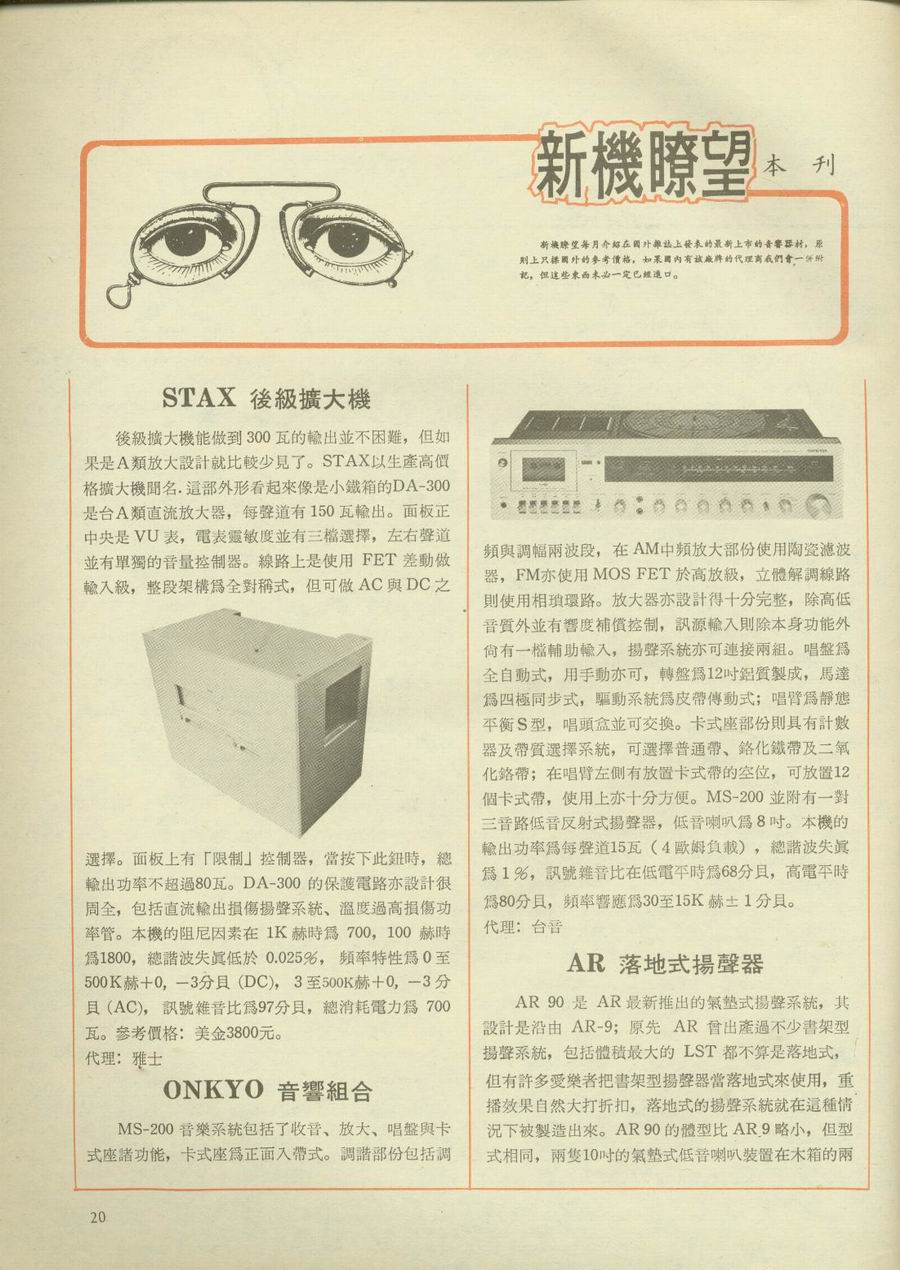 新機瞭望
本刊
新機瞭望每月介紹在國外雜誌上發表的最新上市的音響器材，原
則上只採國外的參考價格，如果國內有該廠牌的代理商我們會一併附
記，但這些東西未必一定已經進口。
STAX 後級擴大機
後級擴大機能做到 300 瓦的輸出並不困難，但如
果是A類放大設計就比較少見了。STAX以生產高價
格擴大機聞名．這部外形看起來像是小鐵箱的DA-300
是台A類直流放大器，每聲道有 150 瓦輸出。面板正
中央是 VU 表，電表靈敏度並有三檔選擇，左右聲道
並有單獨的音量控制器。線路上是使用 FET 差動做
輸入級，整段架構爲全對稱式，但可做 AC 與 DC 之
選擇。面板上有「限制」控制器，當按下此鈕時，總
輸出功率不超過80瓦。DA-300 的保護電路亦設計很
周全，包括直流輸出損傷揚聲系統、溫度過高損傷功
率管。本機的阻尼因素在 1K 赫時爲 700，100 赫時
爲1800，總諧波失眞低於 0.025％，頻率特性爲 0 至
500K赫＋0，－3分貝 (DC)， 3 至500K赫＋0，－3 分
貝 (AC)， 訊號雜音比爲97分貝，總消耗電力爲 700
瓦。參考價格：美金3800元。
代理：雅士
ONKYO 音響組合
MS-200 音樂系統包括了收音、放大、唱盤與卡
式座諸功能，卡式座爲正面入帶式。調諧部份包括調
頻與調幅兩波段，在 AM中頻放大部份使用陶瓷濾波
器，FM亦使用 MOS FET 於高放級，立體解調線路
則使用相瑣環路。放大器亦設計得十分完整，除高低
音質外並有響度補償控制，訊源輸入則除本身功能外
尙有一檔輔助輸入，揚聲系統亦可連接兩組。唱盤爲
全自動式，用手動亦可，轉盤爲12吋鋁質製成，馬達
爲四極同步式，驅動系統爲皮帶傳動式；唱臂爲靜態
平衡S型，唱頭盒並可交換。卡式座部份則具有計數
器及帶質選擇系統，可選擇普通帶、鉻化鐵帶及二氧
化鉻帶；在唱臂左側有放置卡式帶的空位，可放置12
個卡式帶，使用上亦十分方便。MS-200 並附有一對
三音路低音反射式揚聲器，低音喇叭爲 8 吋。本機的
輸出功率爲每聲道15瓦（4 歐姆負載），總諧波失眞
爲 1％，訊號雜音比在低電平時爲68分貝，高電平時
爲80分貝，頻率響應爲30至15K 赫± 1 分貝。
代理：台音
AR 落地式揚聲器
AR 90 是 AR最新推出的氣墊式揚聲系統，其
設計是沿由 AR-9；原先 AR 曾出產過不少書架型
揚聲系統，包括體積最大的 LST 都不算是落地式，
但有許多愛樂者把書架型揚聲器當落地式來使用，重
播效果自然大打折扣，落地式的揚聲系統就在這種情
況下被製造出來。AR 90 的體型比 AR 9 略小，但型
式相同，兩隻10吋的氣墊式低音喇叭裝置在木箱的兩
20